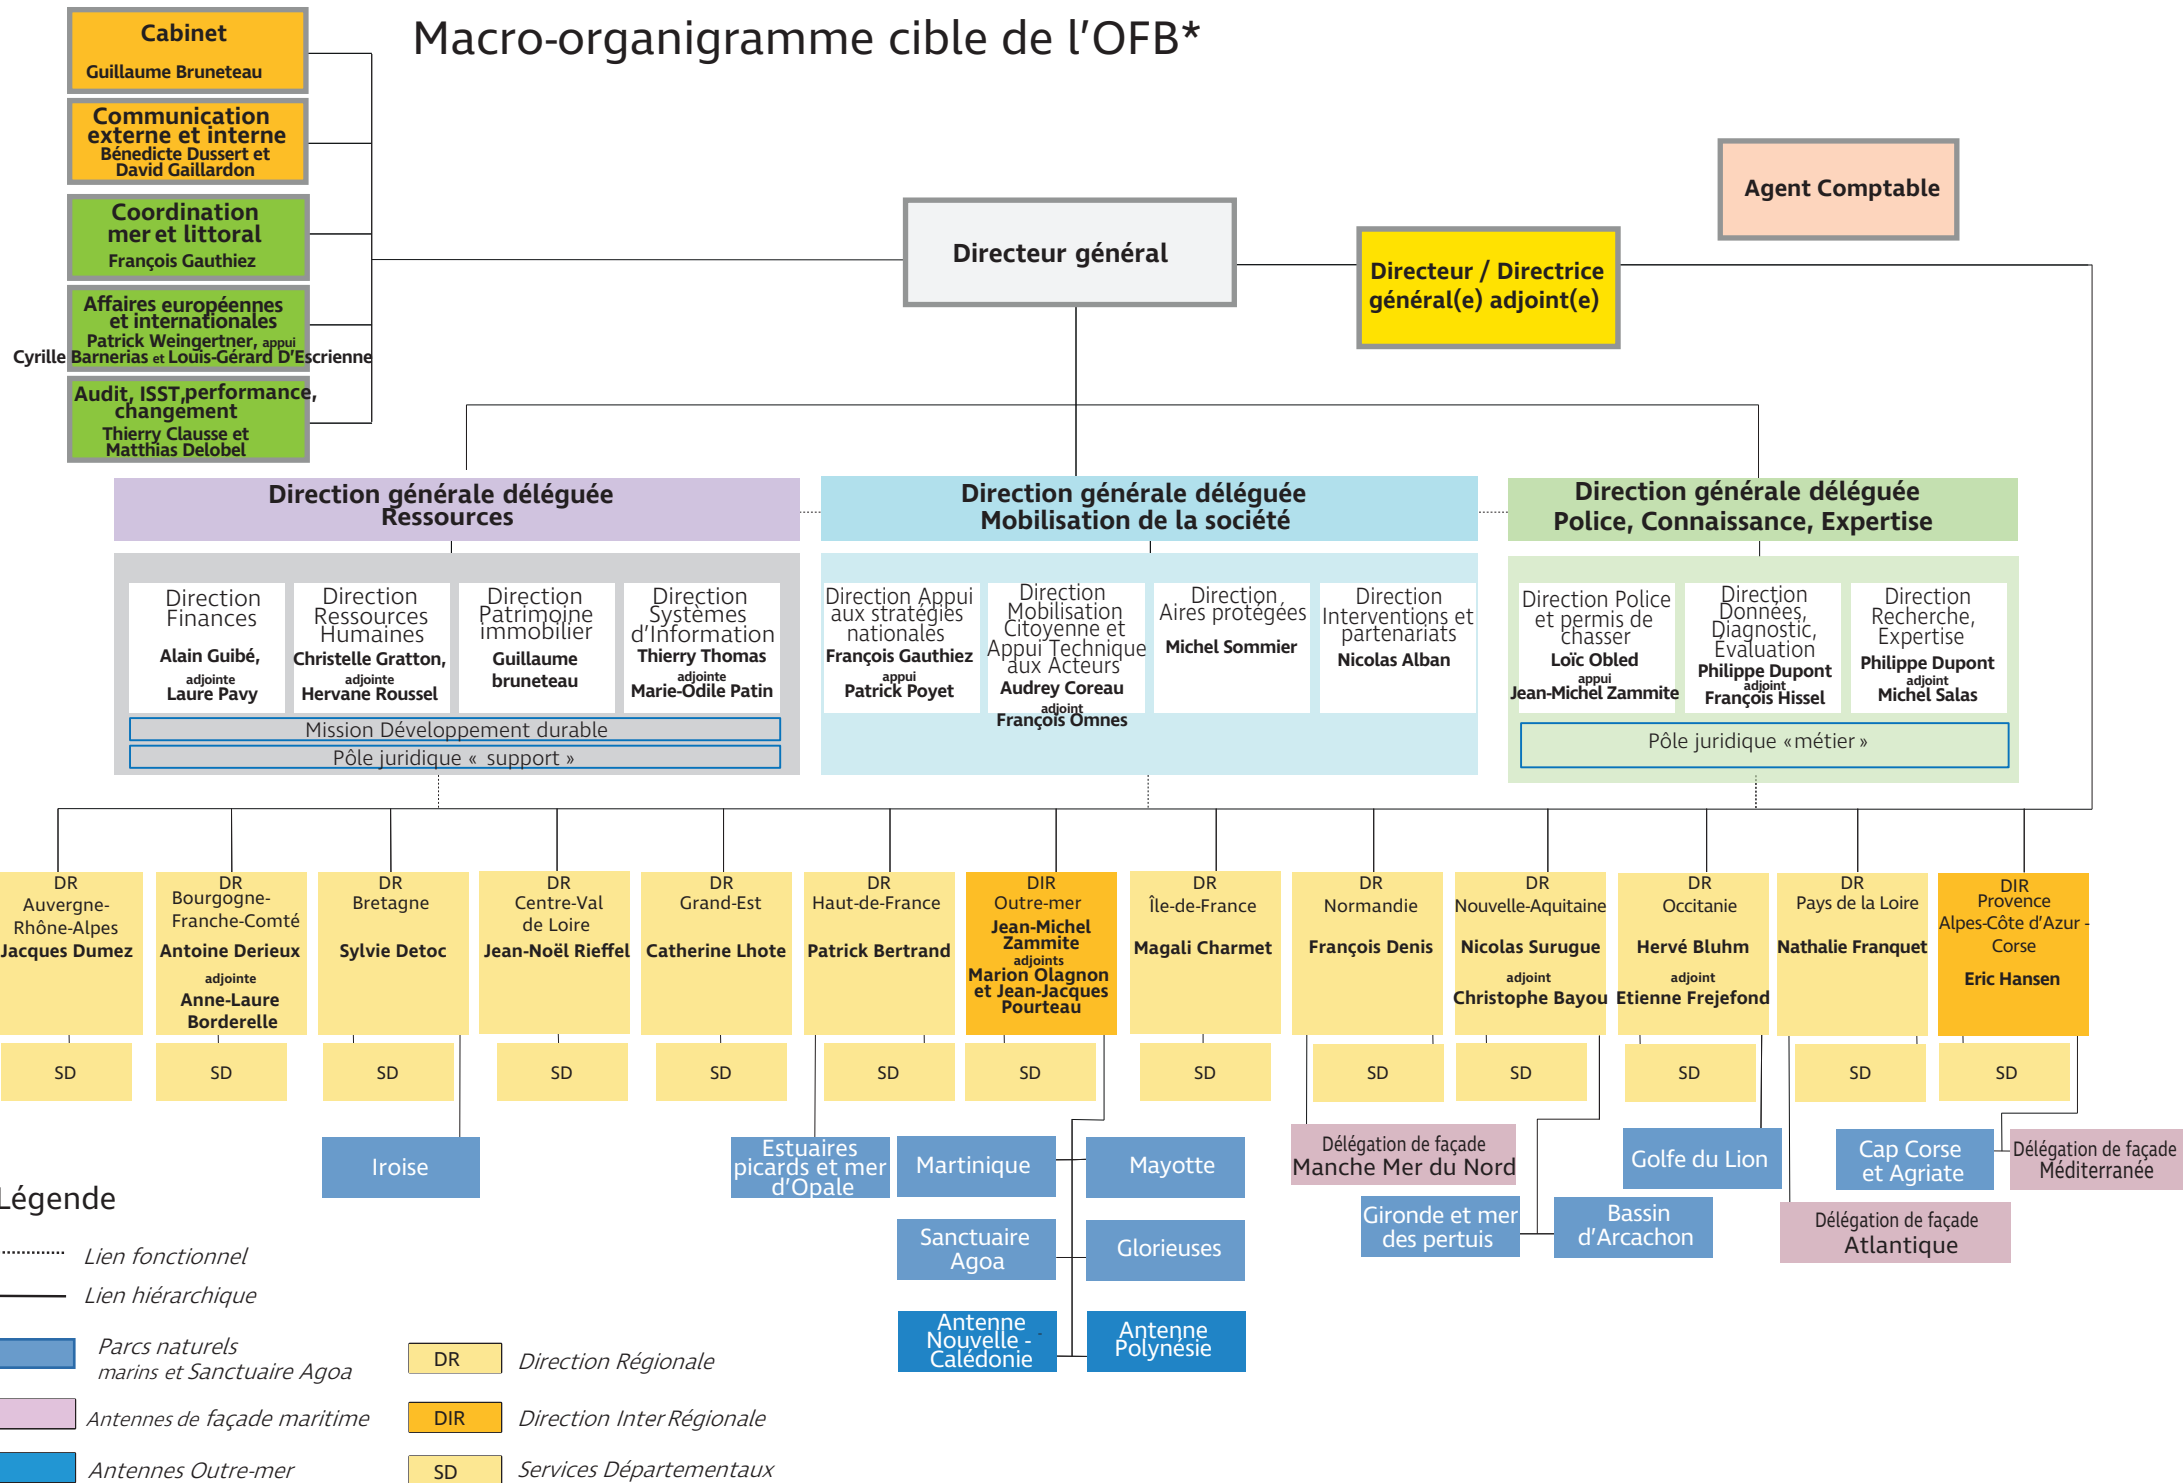 Macro-organigramme cible de l'OFB*
Cabinet
Guillaume Bruneteau
Communication
externe et interne
Bénedicte Dussert et
David Gaillardon
Coordination
mer et littoral
François Gauthiez
Affaires européennes
et internationales
Patrick Weingertner, appui
Cyrille Barnerias et Louis-Gérard D'Escrienne
Audit, ISST,performance,
changement
Thierry Clausse et
Matthias Delobel
Directeur général
Directeur / Directrice
général(e) adjoint(e)
Agent Comptable
Direction générale déléguée
Ressources
Direction générale déléguée
Mobilisation de la société
Direction générale déléguée
Police, Connaissance, Expertise
Direction
Finances
Alain Guibé,
adjointe
Laure Pavy
Direction
Ressources
Humaines
Christelle Gratton,
adjointe
Hervane Roussel
Direction
Patrimoine
immobilier
Guillaume
bruneteau
Direction
Systèmes
d'Information
Thierry Thomas
adjointe
Marie-Odile Patin
Mission Développement durable
Pôle juridique « support »
Direction Appui
aux stratégies
nationales
François Gauthiez
appui
Patrick Poyet
Direction
Mobilisation
Citoyenne et
Appui Technique
aux Acteurs
Audrey Coreau
adjoint
François Omnes
Direction
Aires protégées
Michel Sommier
Direction
Interventions et
partenariats
Nicolas Alban
Direction Police
et permis de
chasser
Loïc Obled
appui
Jean-Michel Zammite
Direction
Données,
Diagnostic,
Évaluation
Philippe Dupont
adjoint
François Hissel
Direction
Recherche,
Expertise
Philippe Dupont
adjoint
Michel Salas
Pôle juridique «métier »
DR
Auvergne-
Rhône-Alpes
Jacques Dumez
DR
Bourgogne-
Franche-Comté
Antoine Derieux
adjointe
Anne-Laure
Borderelle
DR
Bretagne
Sylvie Detoc
DR
Centre-Val
de Loire
Jean-Noël Rieffel
DR
Grand-Est
Catherine Lhote
DR
Haut-de-France
Patrick Bertrand
DIR
Outre-mer
Jean-Michel
Zammite
adjoints
Marion Olagnon
et Jean-Jacques
Pourteau
DR
Île-de-France
Magali Charmet
DR
Normandie
François Denis
DR
Nouvelle-Aquitaine
Nicolas Surugue
adjoint
Christophe Bayou
DR
Occitanie
Hervé Bluhm
adjoint
Etienne Frejefond
DR
Pays de la Loire
Nathalie Franquet
DIR
Provence
Alpes-Côte d'Azur -
Corse
Eric Hansen
SD
SD
SD
SD
SD
SD
SD
SD
SD
SD
SD
SD
SD
Iroise
Estuaires
picards et mer
d'Opale
Martinique
Mayotte
Sanctuaire
Agoa
Glorieuses
Antenne
Nouvelle -
Calédonie
Antenne
Polynésie
Délégation de façade
Manche Mer du Nord
Gironde et mer
des pertuis
Bassin
d'Arcachon
Golfe du Lion
Délégation de façade
Atlantique
Cap Corse
et Agriate
Délégation de façade
Méditerranée
Légende
Lien fonctionnel
Lien hiérarchique
Parcs naturels
marins et Sanctuaire Agoa
Antennes de façade maritime
Antennes Outre-mer
DR Direction Régionale
DIR Direction Inter Régionale
SD Services Départementaux